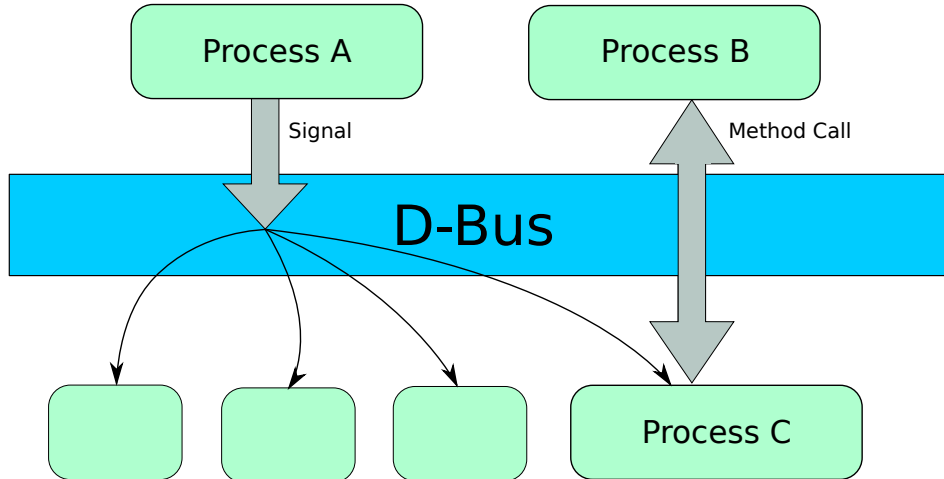 Process A
Process B
Signal
Method Call
D-Bus
Process C